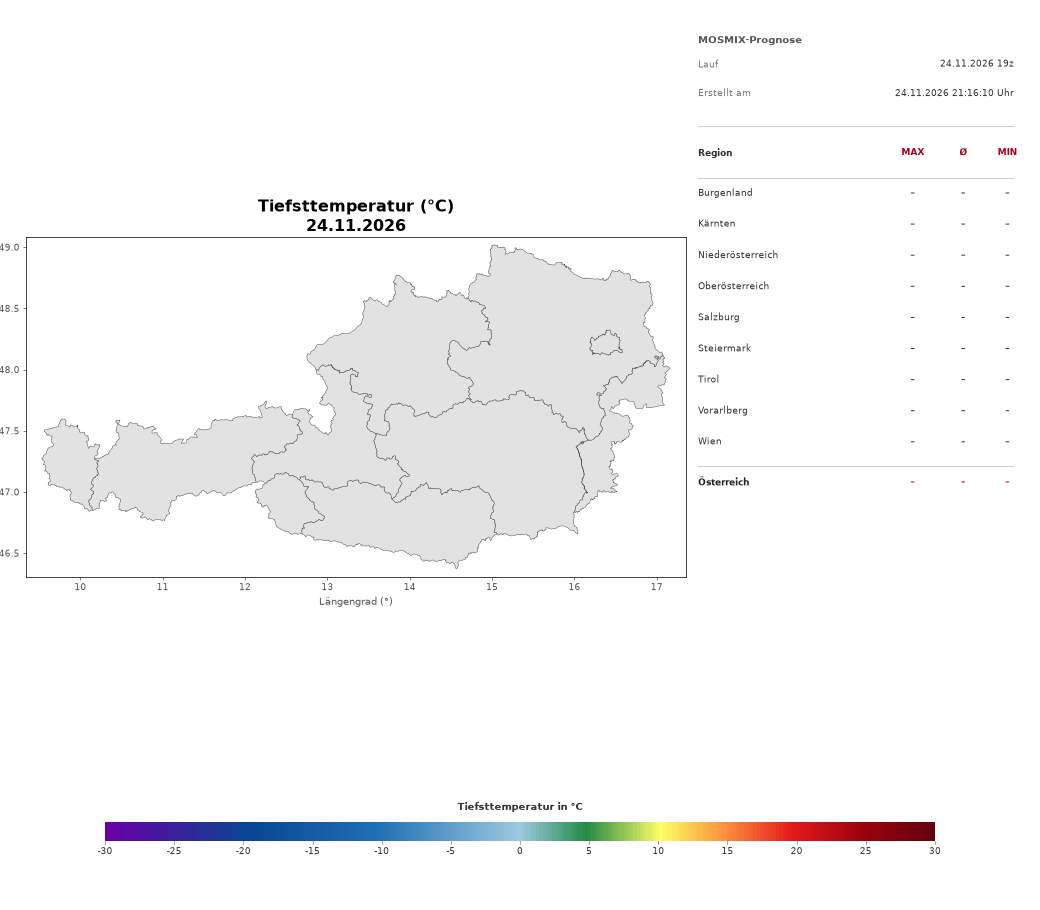 MOSMIX-Prognose
Lauf 24.11.2026 19z
Erstellt am 24.11.2026 21:16:10 Uhr
Region MAX Ø MIN
Burgenland – – –
Kärnten – – –
Niederösterreich – – –
Oberösterreich – – –
Salzburg – – –
Steiermark – – –
Tirol – – –
Vorarlberg – – –
Wien – – –
Österreich – – –
Tiefsttemperatur (°C)
24.11.2026
49.0
48.5
48.0
47.5
47.0
46.5
10 11 12 13 14 15 16 17
Längengrad (°)
Tiefsttemperatur in °C
-30 -25 -20 -15 -10 -5 0 5 10 15 20 25 30